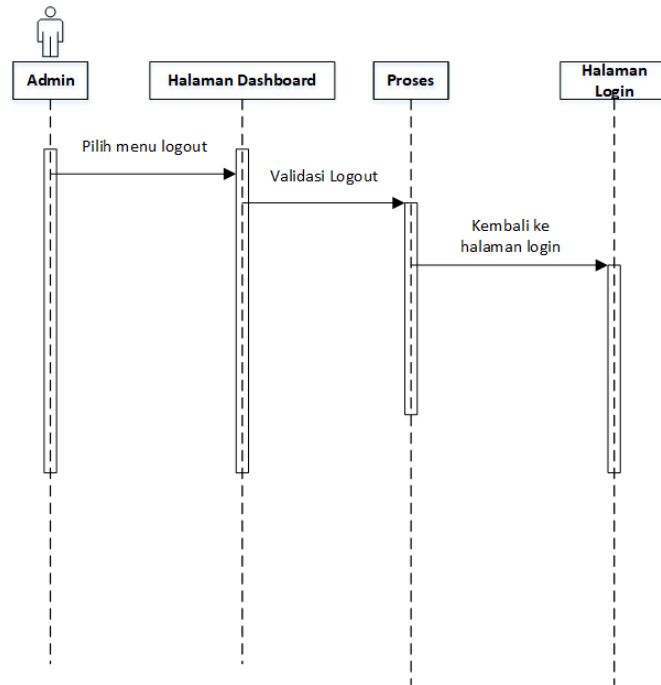 Admin
Halaman Dashboard
Proses
Halaman
Login
Pilih menu logout
Validasi Logout
Kembali ke
halaman login